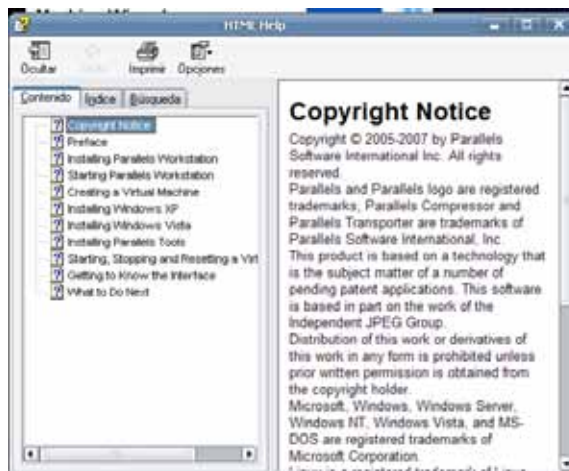 HTML Help
Ocultar Imprimir Opciones
Contenido Índice Búsqueda
Copyright Notice
Preface
Installing Parallels Workstation
Starting Parallels Workstation
Creating a Virtual Machine
Installing Windows XP
Installing Windows Vista
Installing Parallels Tools
Starting, Stopping and Resetting a Virt
Getting to Know the Interface
What to Do Next
Copyright Notice
Copyright © 2005-2007 by Parallels
Software International Inc. All rights
reserved.
Parallels and Parallels logo are registered
trademarks, Parallels Compressor and
Parallels Transporter are trademarks of
Parallels Software International, Inc.
This product is based on a technology that
is the subject matter of a number of
pending patent applications. This software
is based in part on the work of the
Independent JPEG Group.
Distribution of this work or derivatives of
this work in any form is prohibited unless
prior written permission is obtained from
the copyright holder.
Microsoft, Windows, Windows Server,
Windows NT, Windows Vista, and MS-
DOS are registered trademarks of
Microsoft Corporation.
Linux is a registered trademark of Linus